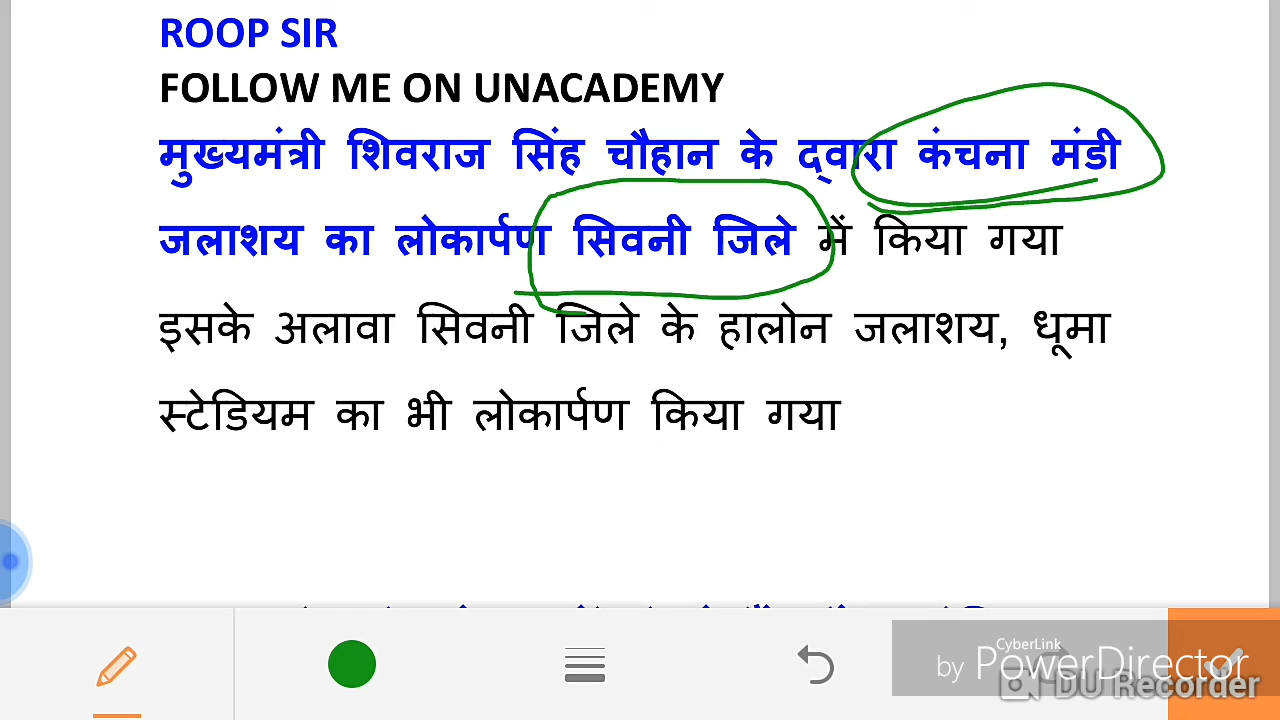 ROOP SIR
FOLLOW ME ON UNACADEMY
मुख्यमंत्री शिवराज सिंह चौहान के द्वारा कंचना मंडी
जलाशय का लोकार्पण सिवनी जिले में किया गया
इसके अलावा सिवनी जिले के हालोन जलाशय, धूमा
स्टेडियम का भी लोकार्पण किया गया
CyberLink
by PowerDirector
DU Recorder